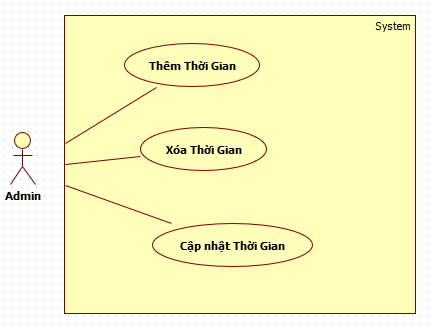 System
Thêm Thời Gian
Xóa Thời Gian
Admin
Cập nhật Thời Gian